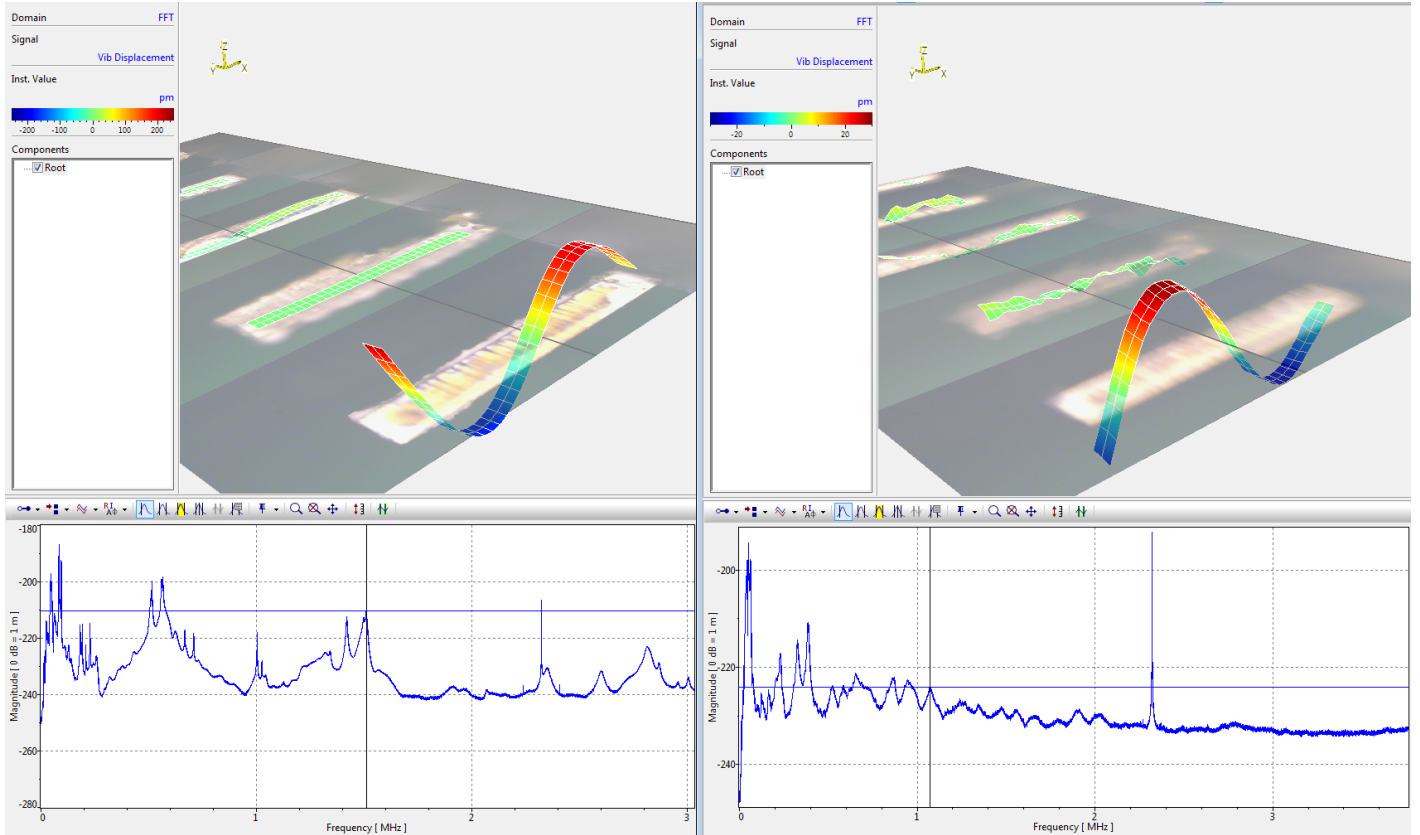 Domain
FFT
Signal
Vib Displacement
Inst. Value
pm
-200 -100 0 100 200
Components
Root
Z
Y X
-180
-200
-220
-240
-260
-280
Magnitude [ 0 dB = 1 m ]
0 1 2 3
Frequency [ MHz ]
Domain
FFT
Signal
Vib Displacement
Inst. Value
pm
-20 0 20
Components
Root
Z
Y X
-200
-220
-240
Magnitude [ 0 dB = 1 m ]
0 1 2 3
Frequency [ MHz ]